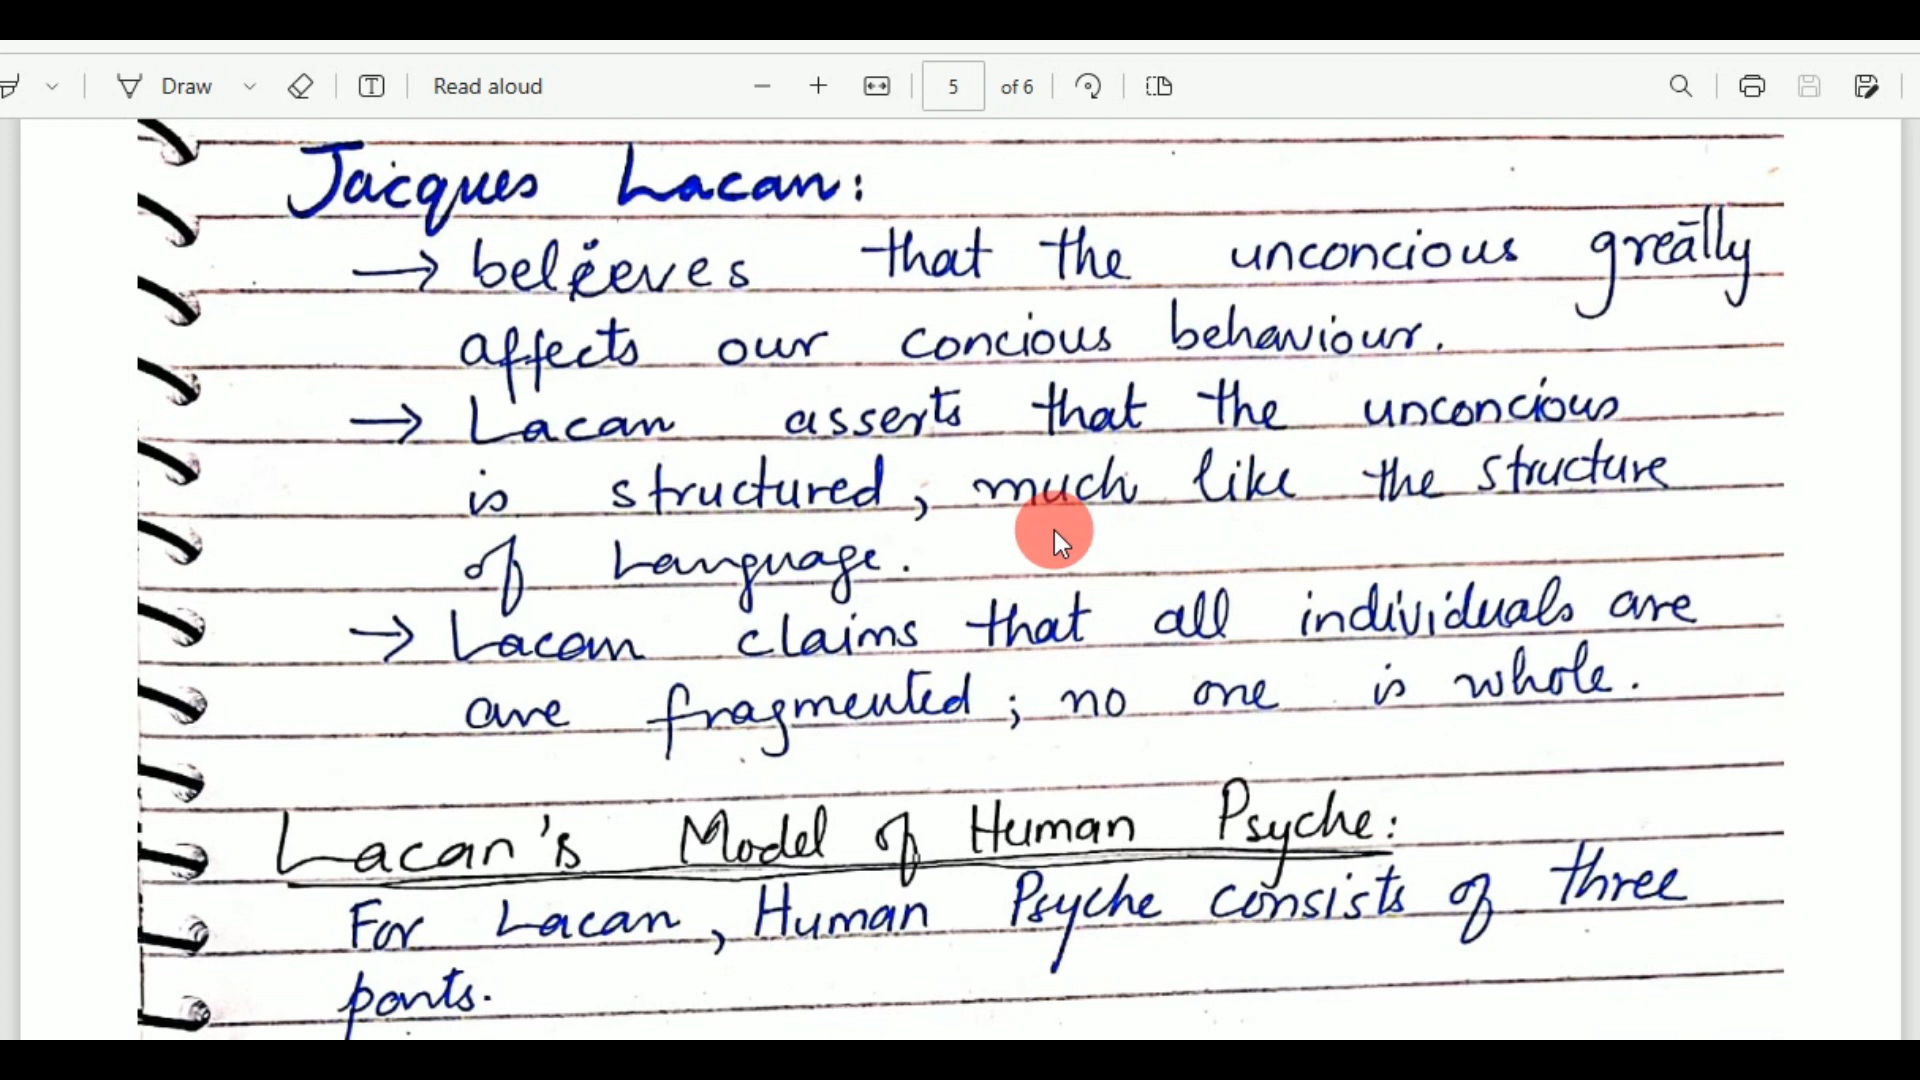 Draw
Read aloud
5 of 6
Jacques Lacan:
→ believes that the unconcious greatly
affects our concious behaviour.
→ Lacan asserts that the unconcious
is structured, much like the structure
of Language.
→ Lacan claims that all individuals are
are fragmented; no one is whole.
Lacan's Model of Human Psyche:
For Lacan, Human Psyche consists of three
parts.